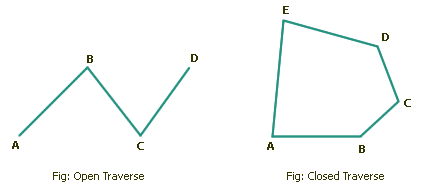 E
B
D
D
C
A
C
A
B
Fig: Open Traverse
Fig: Closed Traverse